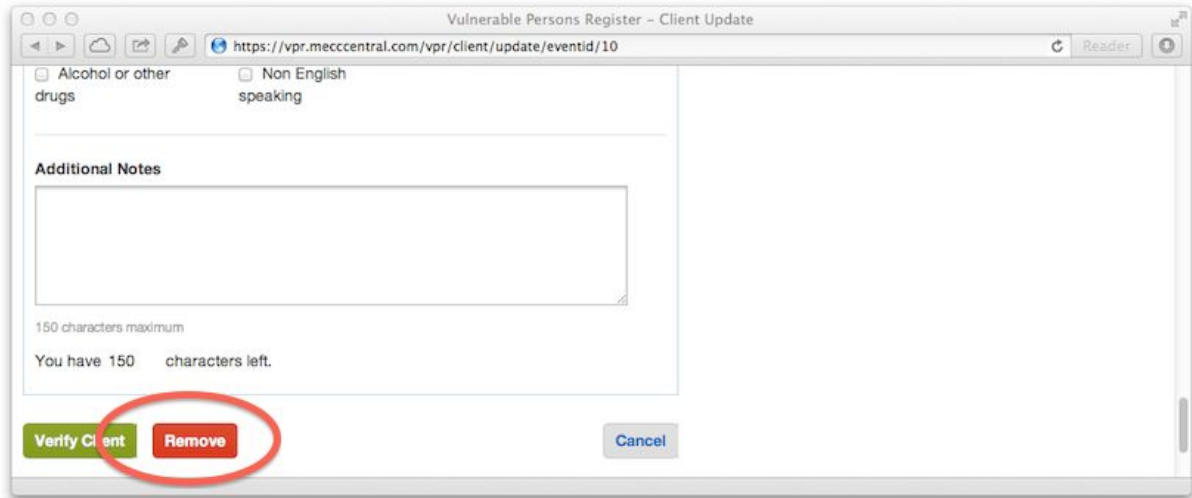 Vulnerable Persons Register – Client Update
https://vpr.mecccentral.com/vpr/client/update/eventid/10
Reader
Alcohol or other drugs
Non English speaking
Additional Notes
150 characters maximum
You have 150 characters left.
Verify Client
Remove
Cancel